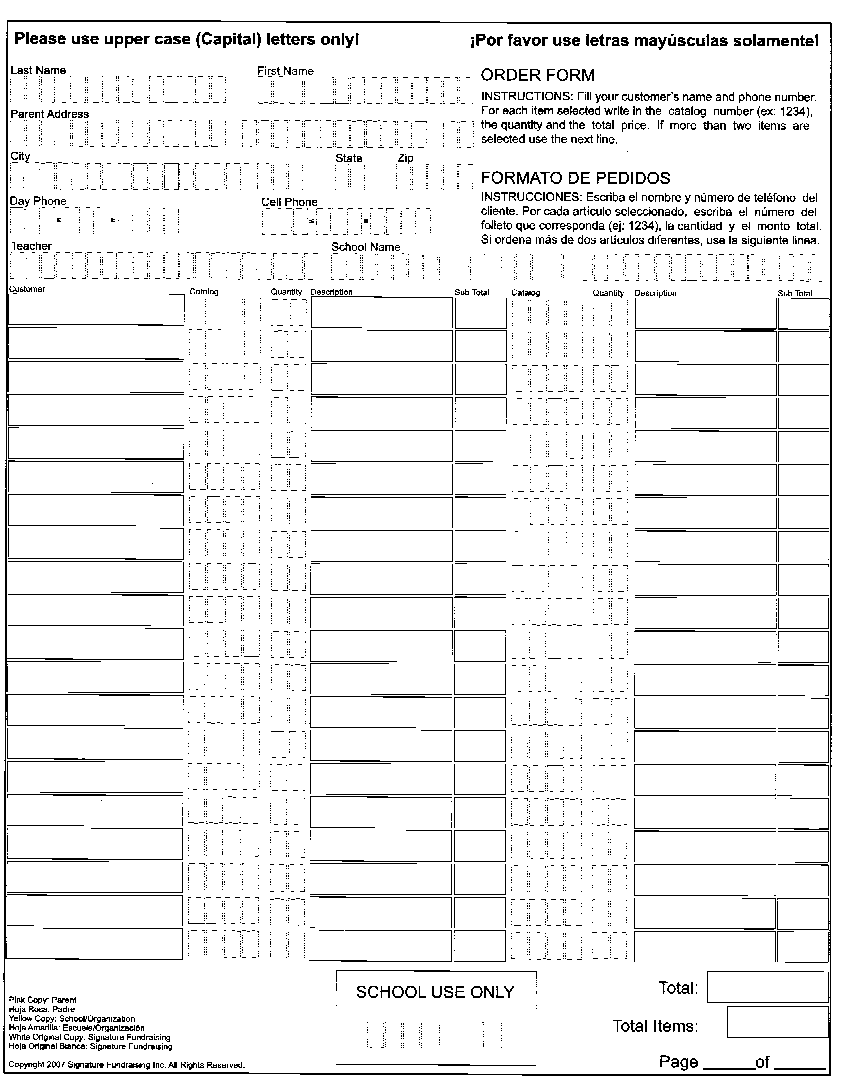 Please use upper case (Capital) letters only!
¡Por favor use letras mayúsculas solamente!
Last Name
First Name
Parent Address
City
State
Zip
Day Phone
Cell Phone
Teacher
School Name
ORDER FORM
INSTRUCTIONS: Fill your customer's name and phone number.
For each item selected write in the catalog number (ex: 1234),
the quantity and the total price. If more than two items are
selected use the next line.
FORMATO DE PEDIDOS
INSTRUCCIONES: Escriba el nombre y número de teléfono del
cliente. Por cada artículo seleccionado, escriba el número del
folleto que corresponda (ej: 1234), la cantidad y el monto total.
Si ordena más de dos artículos diferentes, use la siguiente línea.
Customer Catalog Quantity Description Sub Total Catalog Quantity Description Sub Total
Pink Copy: Parent
Hoja Rosa: Padre
Yellow Copy: School/Organization
Hoja Amarilla: Escuela/Organización
White Original Copy: Signature Fundraising
Hoja Original Blanca: Signature Fundraising
Copyright 2007 Signature Fundraising Inc. All Rights Reserved.
SCHOOL USE ONLY
Total:
Total Items:
Page ______of ______